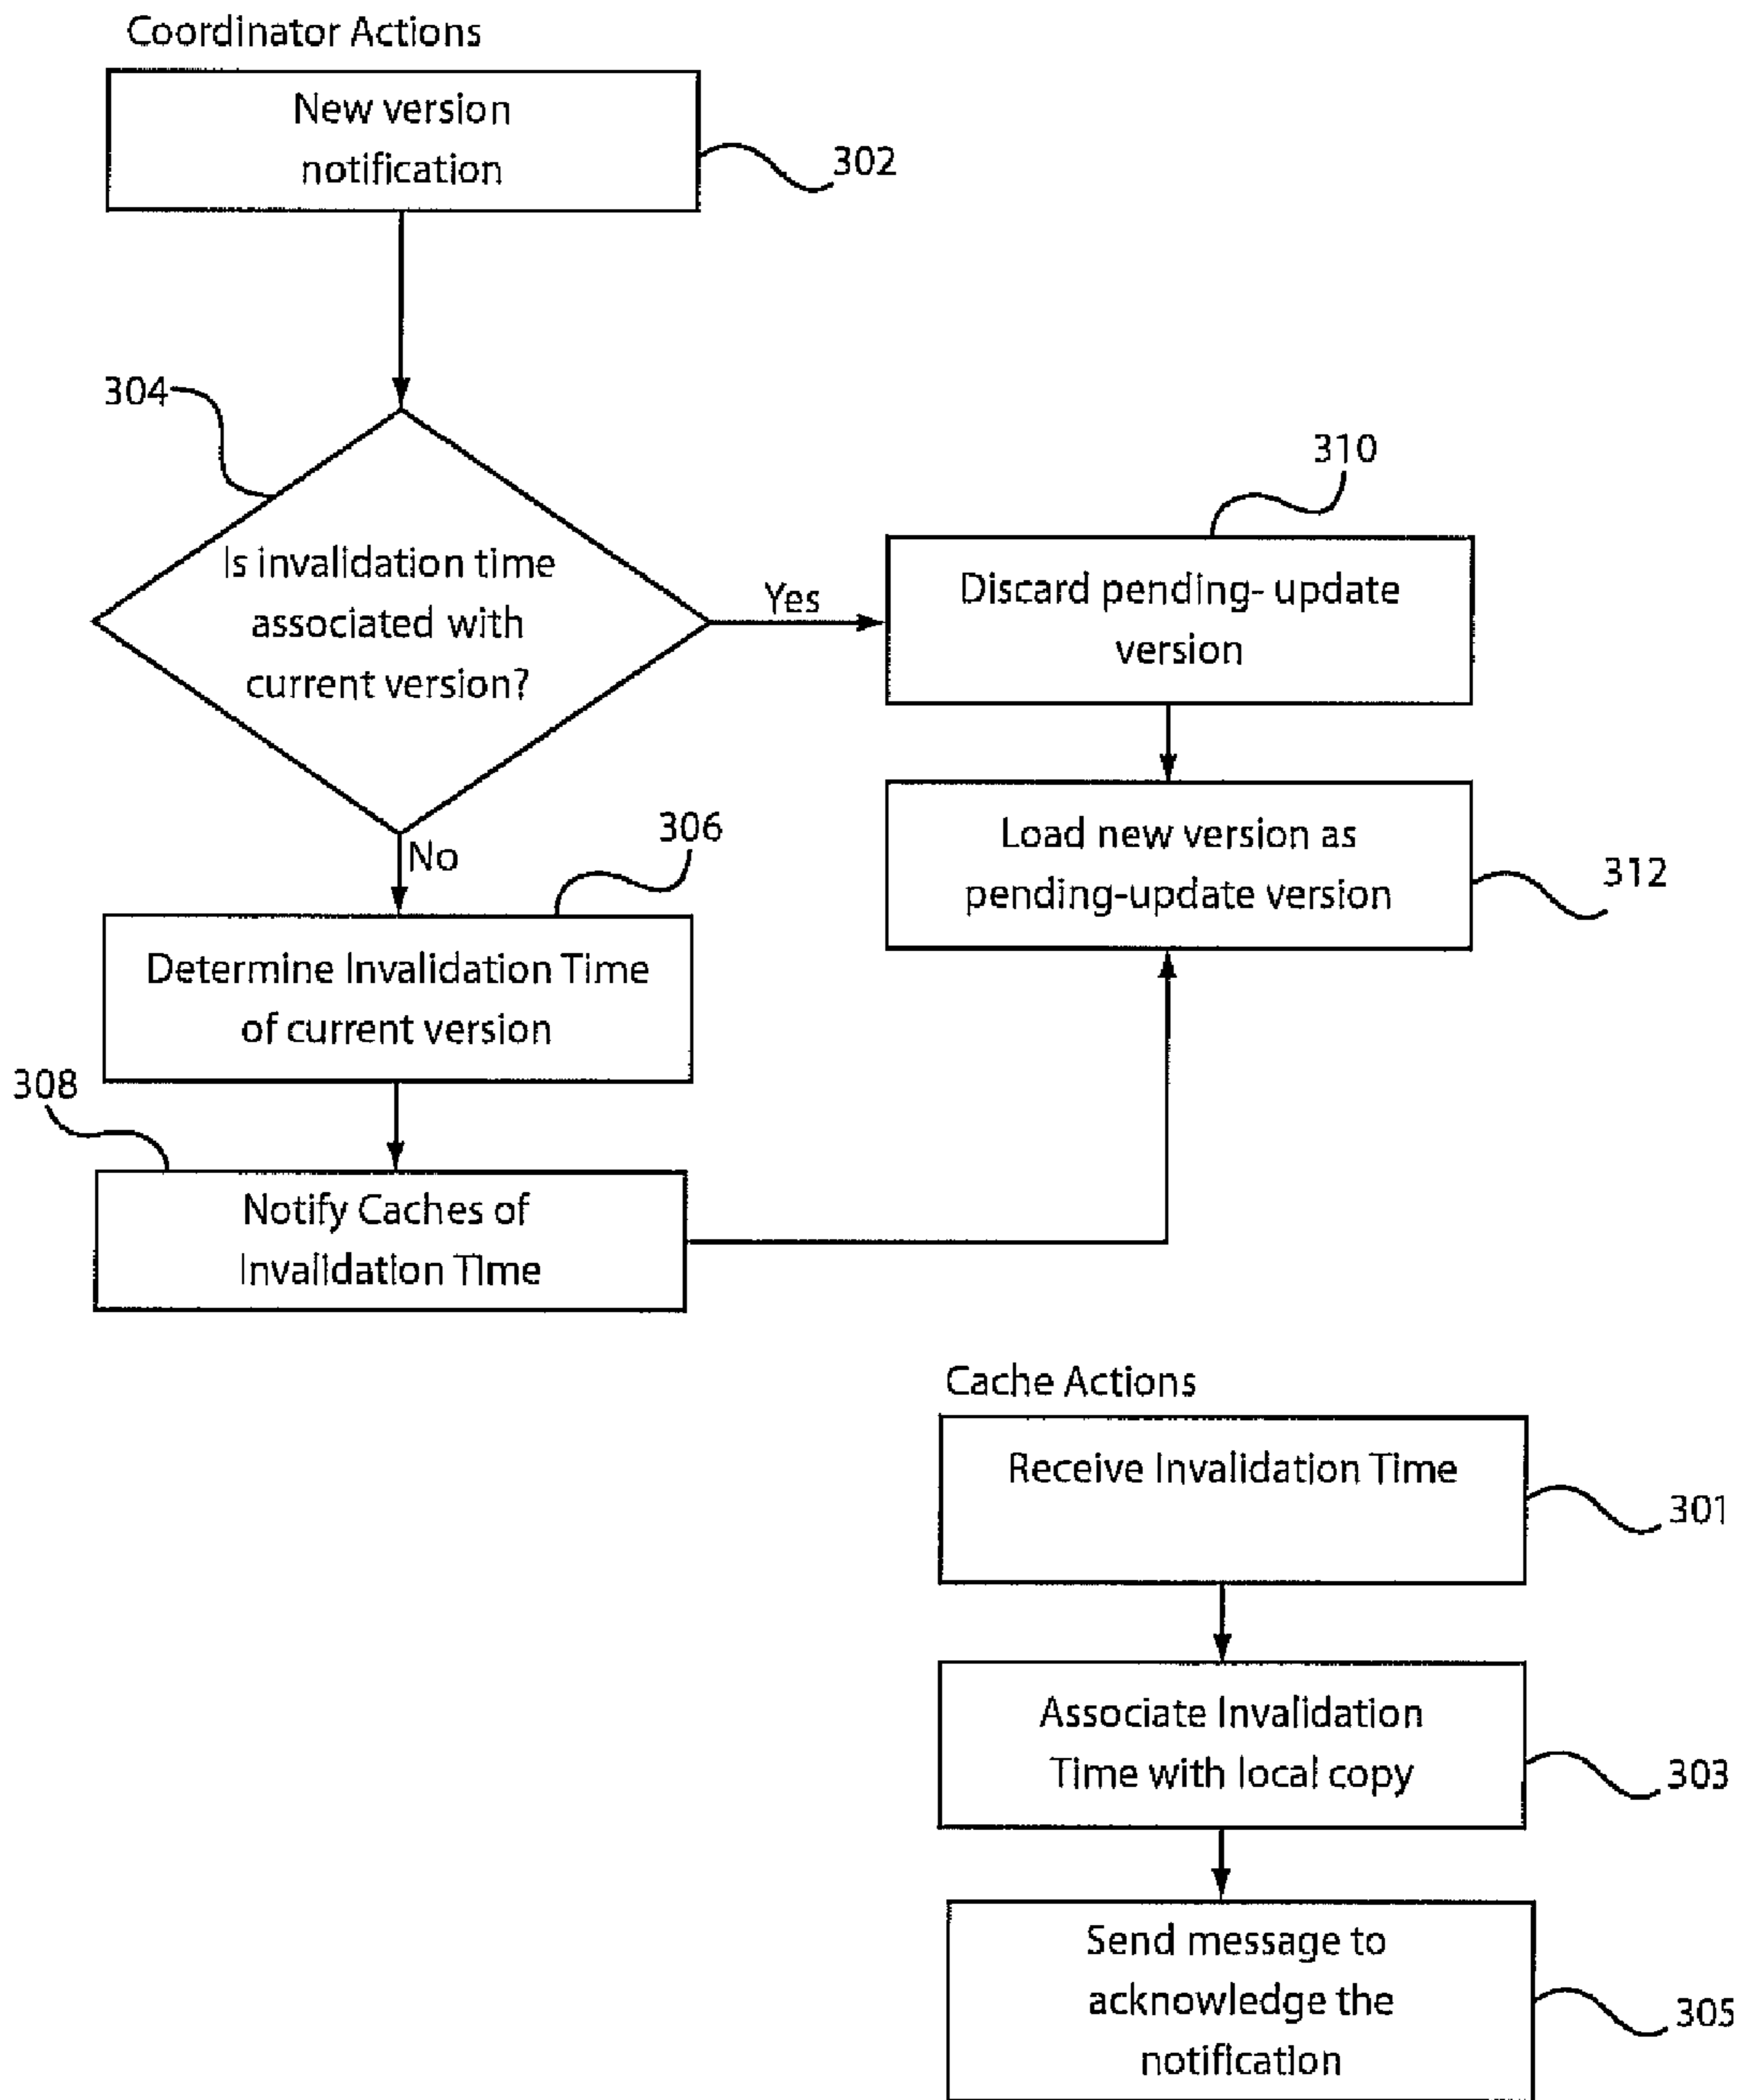 Coordinator Actions
New version
notification
302
304
Is invalidation time
associated with
current version?
Yes
No
310
Discard pending- update
version
Load new version as
pending-update version
312
306
Determine Invalidation Time
of current version
308
Notify Caches of
Invalidation Time
Cache Actions
Receive Invalidation Time
301
Associate Invalidation
Time with local copy
303
Send message to
acknowledge the
notification
305